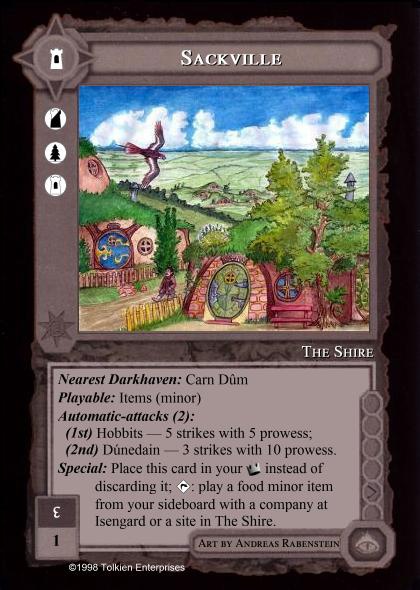 SACKVILLE
THE SHIRE
Nearest Darkhaven: Carn Dûm
Playable: Items (minor)
Automatic-attacks (2):
(1st) Hobbits — 5 strikes with 5 prowess;
(2nd) Dúnedain — 3 strikes with 10 prowess.
Special: Place this card in your instead of
discarding it; : play a food minor item
from your sideboard with a company at
Isengard or a site in The Shire.
ε
1
ART BY ANDREAS RABENSTEIN
©1998 Tolkien Enterprises